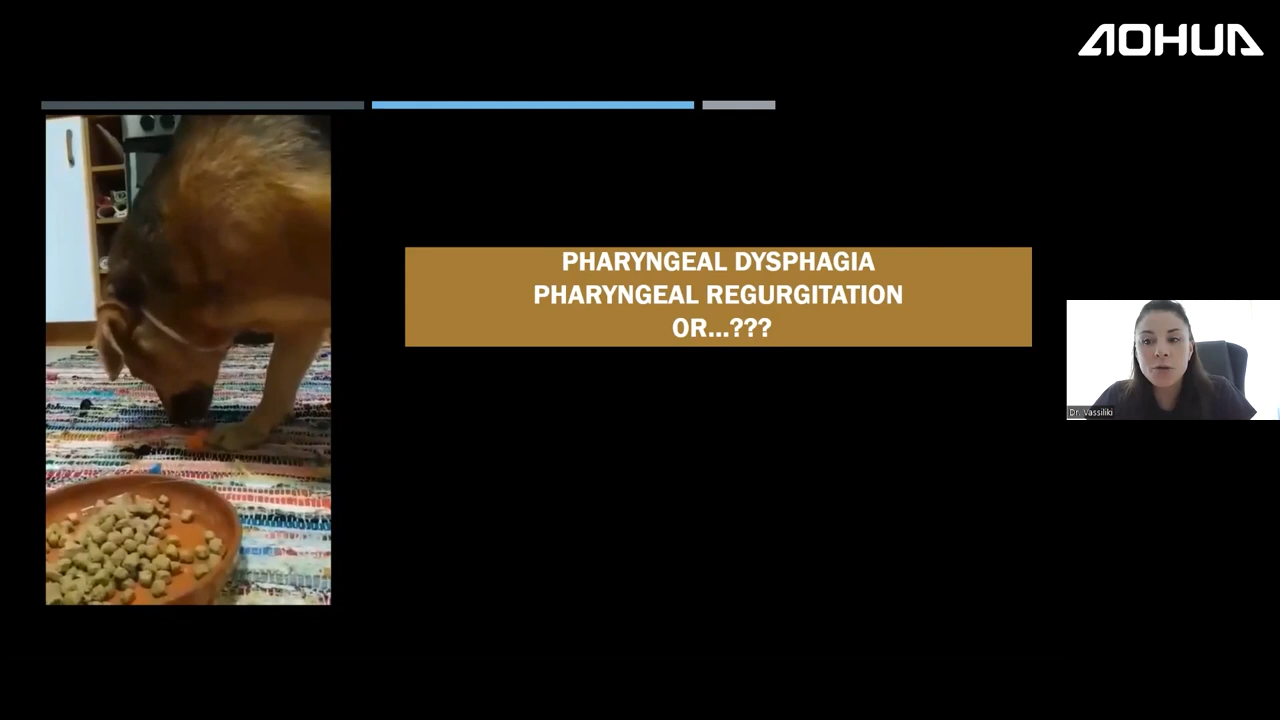 AOHUA
PHARYNGEAL DYSPHAGIA
PHARYNGEAL REGURGITATION
OR...???
Dr. Vassiliki